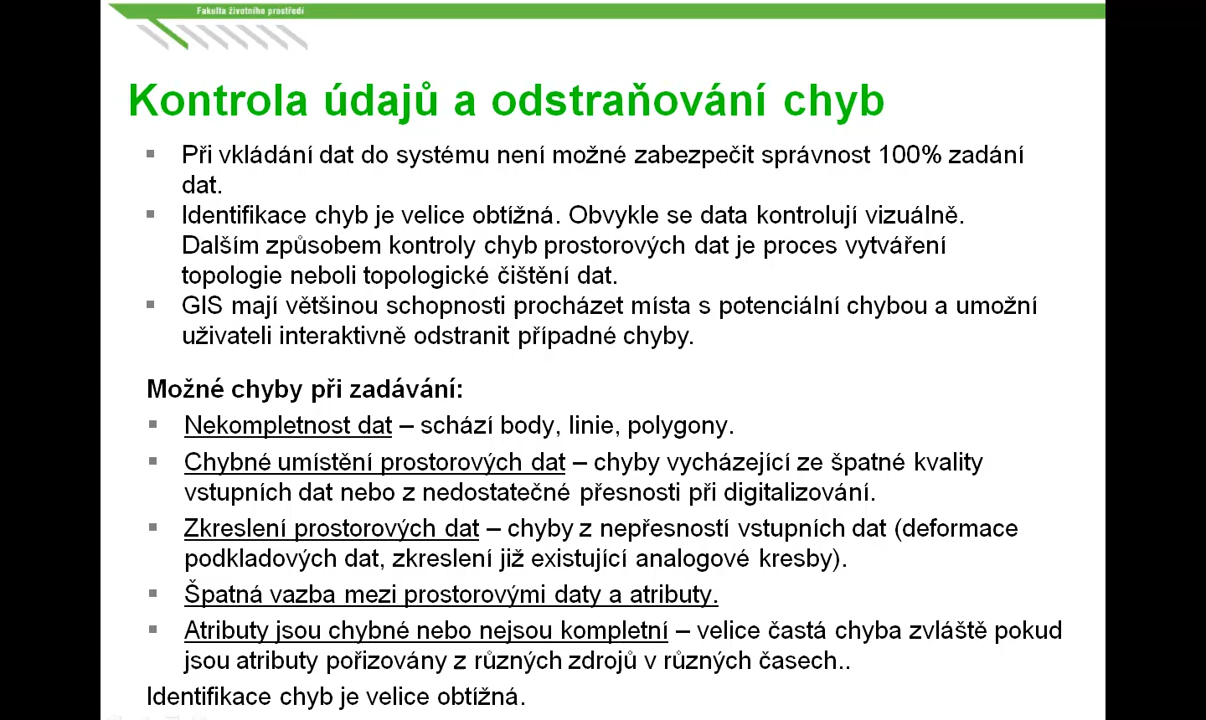 Fakulta životního prostředí
Kontrola údajů a odstraňování chyb
▪ Při vkládání dat do systému není možné zabezpečit správnost 100% zadání
dat.
▪ Identifikace chyb je velice obtížná. Obvykle se data kontrolují vizuálně.
Dalším způsobem kontroly chyb prostorových dat je proces vytváření
topologie neboli topologické čištění dat.
▪ GIS mají většinou schopnosti procházet místa s potenciální chybou a umožní
uživateli interaktivně odstranit případné chyby.
Možné chyby při zadávání:
▪ Nekompletnost dat – schází body, linie, polygony.
▪ Chybné umístění prostorových dat – chyby vycházející ze špatné kvality
vstupních dat nebo z nedostatečné přesnosti při digitalizování.
▪ Zkreslení prostorových dat – chyby z nepřesností vstupních dat (deformace
podkladových dat, zkreslení již existující analogové kresby).
▪ Špatná vazba mezi prostorovými daty a atributy.
▪ Atributy jsou chybné nebo nejsou kompletní – velice častá chyba zvláště pokud
jsou atributy pořizovány z různých zdrojů v různých časech..
Identifikace chyb je velice obtížná.